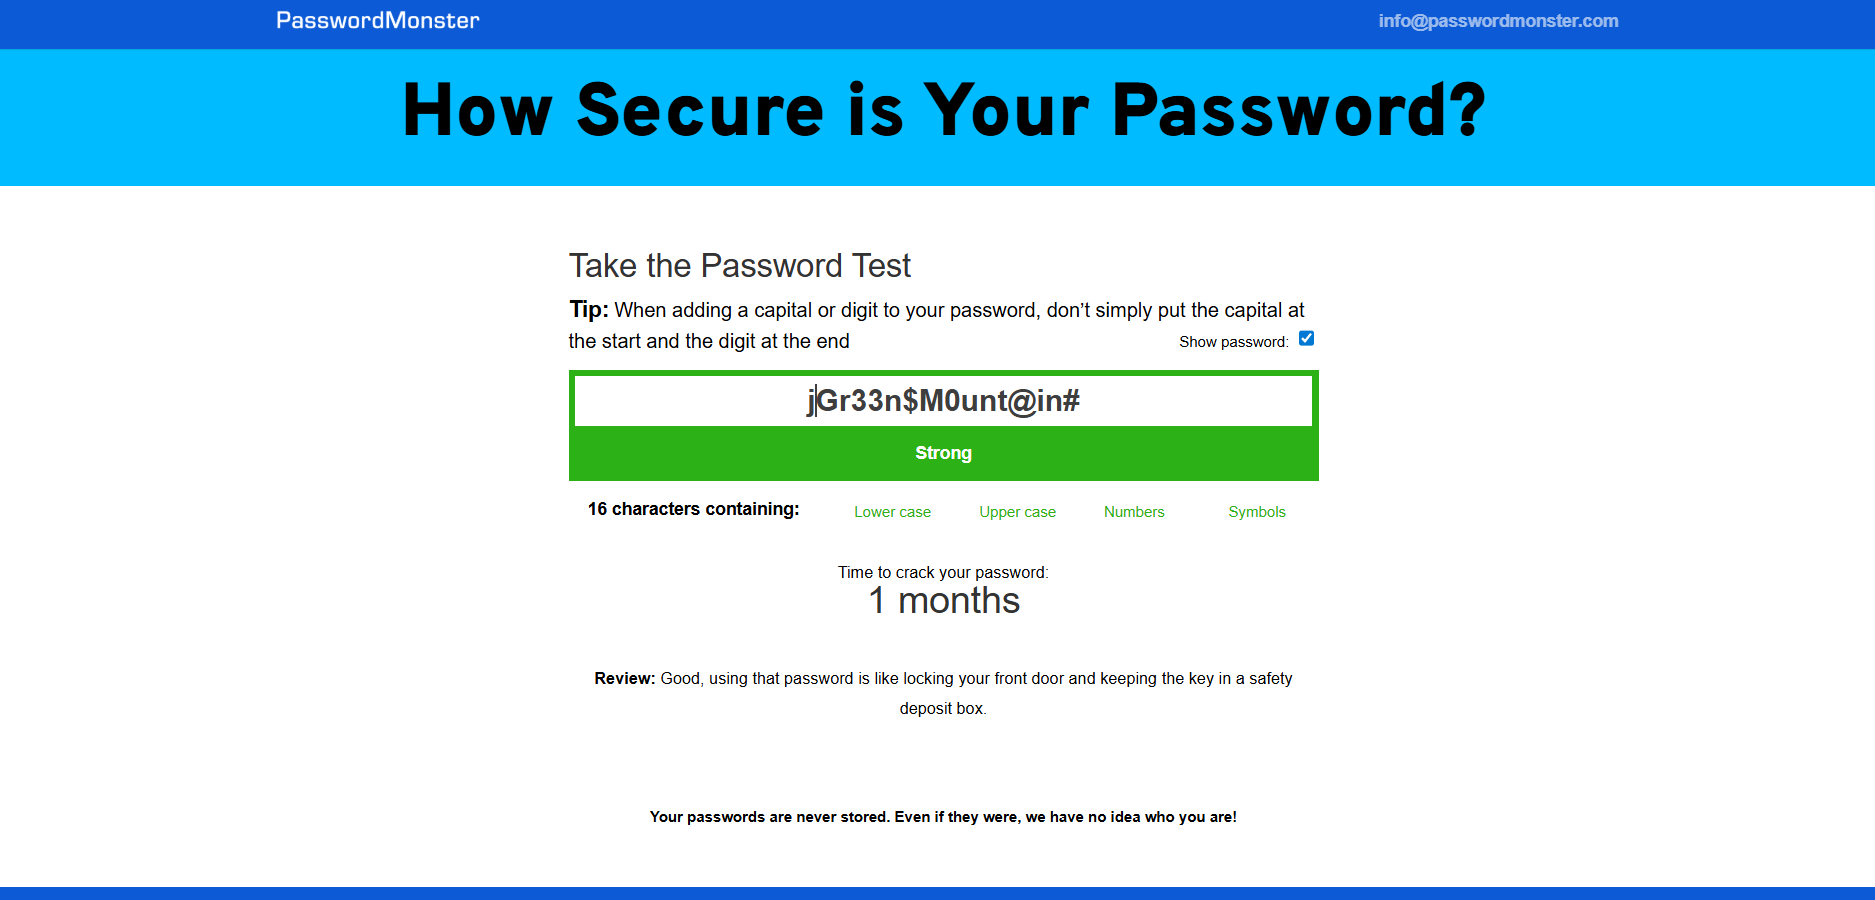 PasswordMonster
info@passwordmonster.com
How Secure is Your Password?
Take the Password Test
Tip: When adding a capital or digit to your password, don’t simply put the capital at
the start and the digit at the end
Show password:
jGr33n$M0unt@in#
Strong
16 characters containing:
Lower case
Upper case
Numbers
Symbols
Time to crack your password:
1 months
Review: Good, using that password is like locking your front door and keeping the key in a safety
deposit box.
Your passwords are never stored. Even if they were, we have no idea who you are!